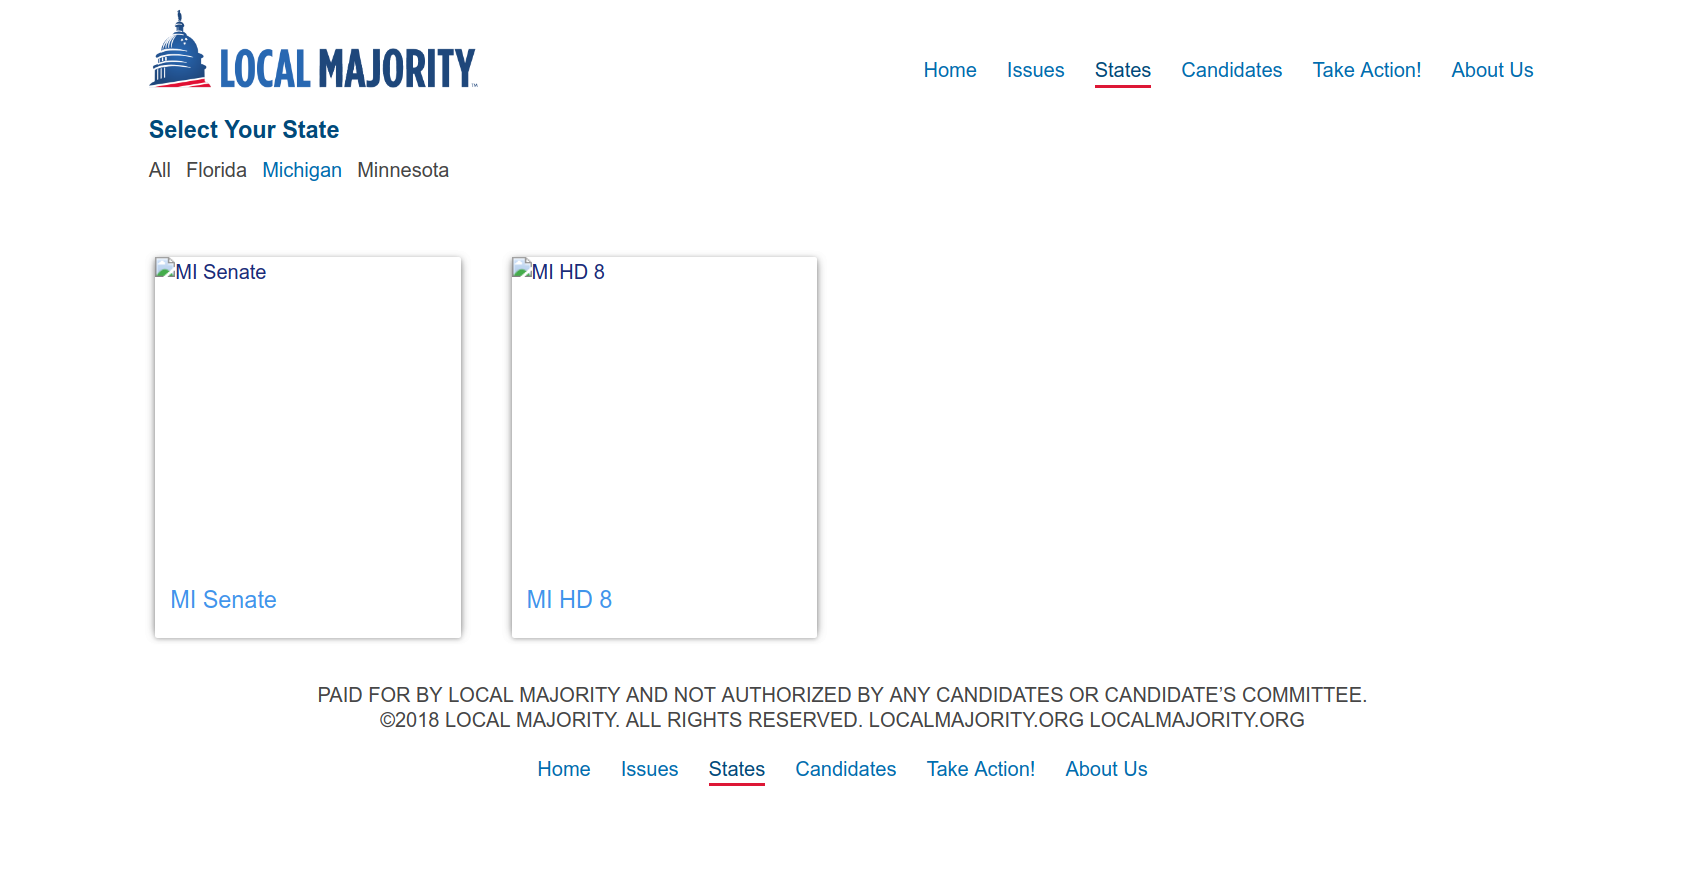 LOCAL MAJORITY™
Home Issues States Candidates Take Action! About Us
Select Your State
All Florida Michigan Minnesota
MI Senate
MI HD 8
MI Senate
MI HD 8
PAID FOR BY LOCAL MAJORITY AND NOT AUTHORIZED BY ANY CANDIDATES OR CANDIDATE’S COMMITTEE.
©2018 LOCAL MAJORITY. ALL RIGHTS RESERVED. LOCALMAJORITY.ORG LOCALMAJORITY.ORG
Home Issues States Candidates Take Action! About Us